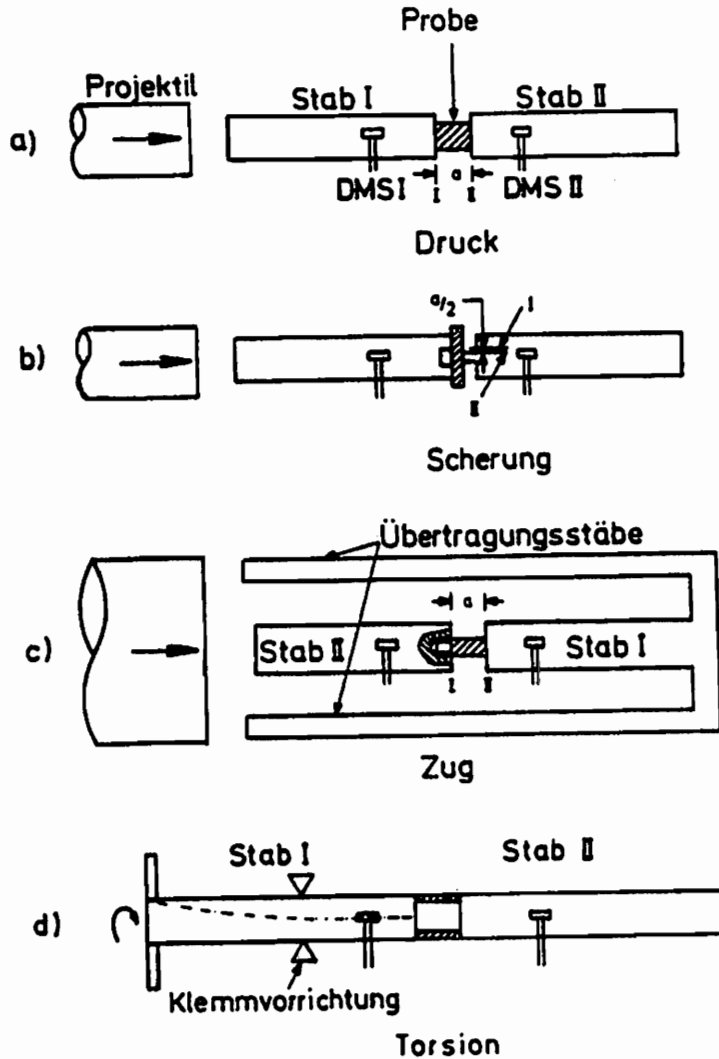 Probe
Projektil
Stab I
Stab II
a)
DMS I
I
a
II
DMS II
Druck
a/2
I
b)
II
Scherung
Übertragungsstäbe
a
c)
Stab II
Stab I
I
II
Zug
Stab I
Stab II
d)
Klemmvorrichtung
Torsion